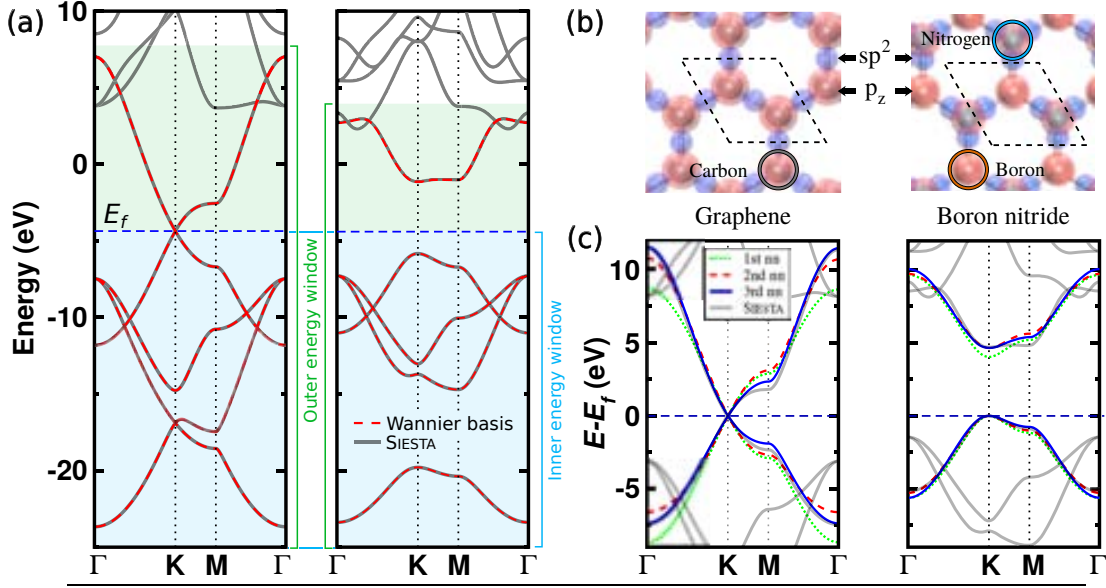 (a)
Energy (eV)
0
-10
-20
E_f
Outer energy window
Inner energy window
Wannier basis
SIESTA
Γ K M Γ
Γ K M Γ
(b)
Nitrogen
sp²
p_z
Carbon
Boron
Graphene
Boron nitride
(c)
E-E_f (eV)
10
5
0
-5
1st nn
2nd nn
3rd nn
SIESTA
Γ K M Γ
Γ K M Γ